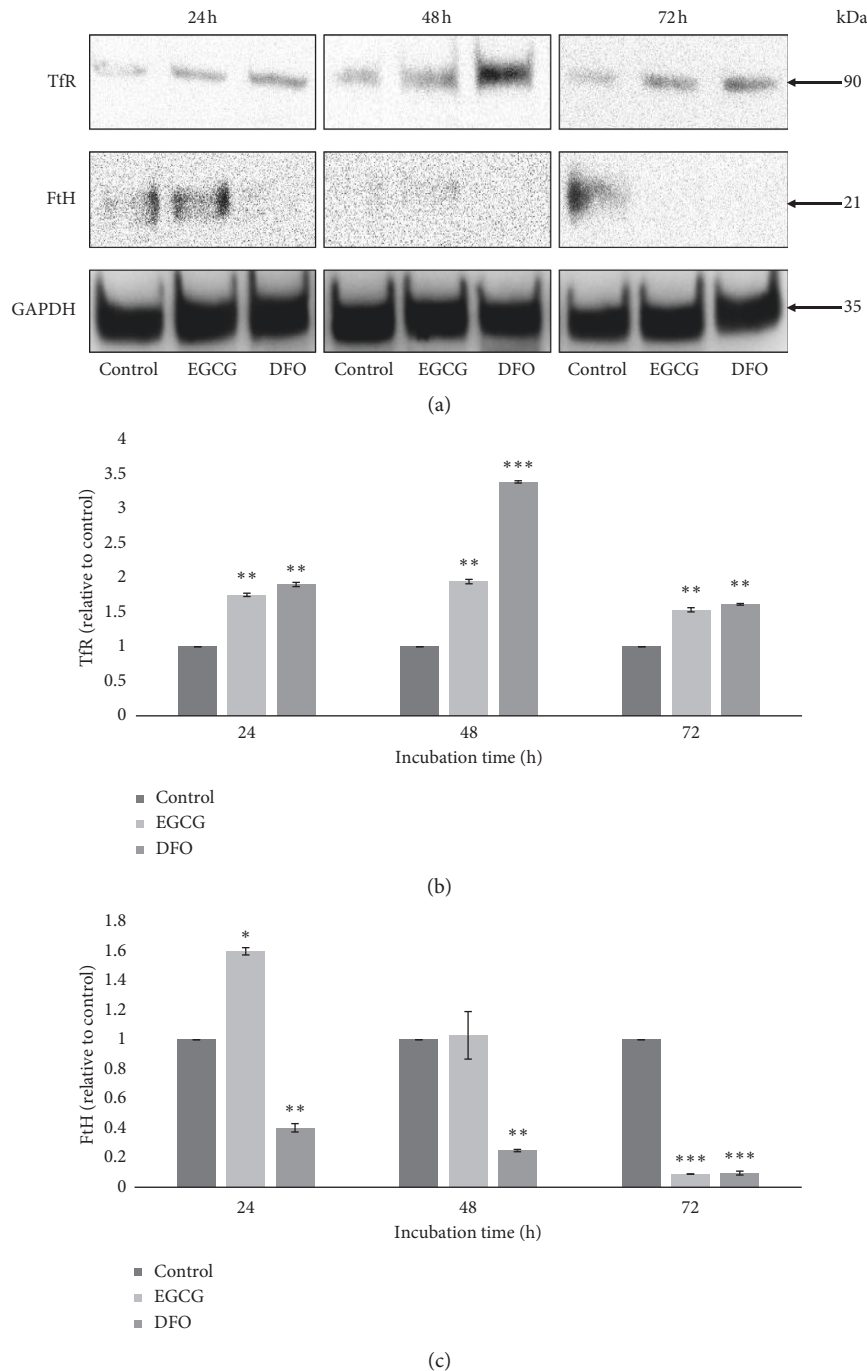 24 h 48 h 72 h kDa
TfR 90
FtH 21
GAPDH 35
Control EGCG DFO Control EGCG DFO Control EGCG DFO
(a)
4
3.5
3
2.5
2
1.5
1
0.5
0
TfR (relative to control)
** ** ** *** ** **
24 48 72
Incubation time (h)
Control
EGCG
DFO
(b)
1.8
1.6
1.4
1.2
1
0.8
0.6
0.4
0.2
0
FtH (relative to control)
* ** ** *** ***
24 48 72
Incubation time (h)
Control
EGCG
DFO
(c)